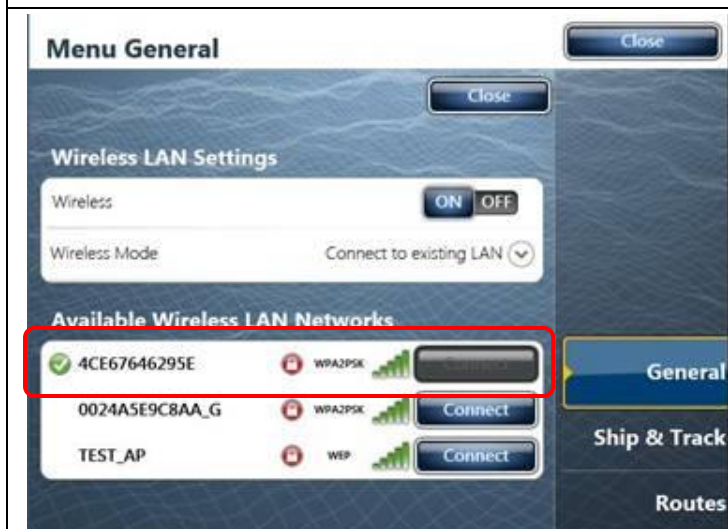 Menu General
Close
Close
Wireless LAN Settings
Wireless
ON OFF
Wireless Mode
Connect to existing LAN
Available Wireless LAN Networks
4CE67646295E WPA2PSK Connect
0024A5E9C8AA_G WPA2PSK Connect
TEST_AP WEP Connect
General
Ship & Track
Routes